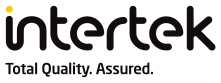 intertek
Total Quality. Assured.